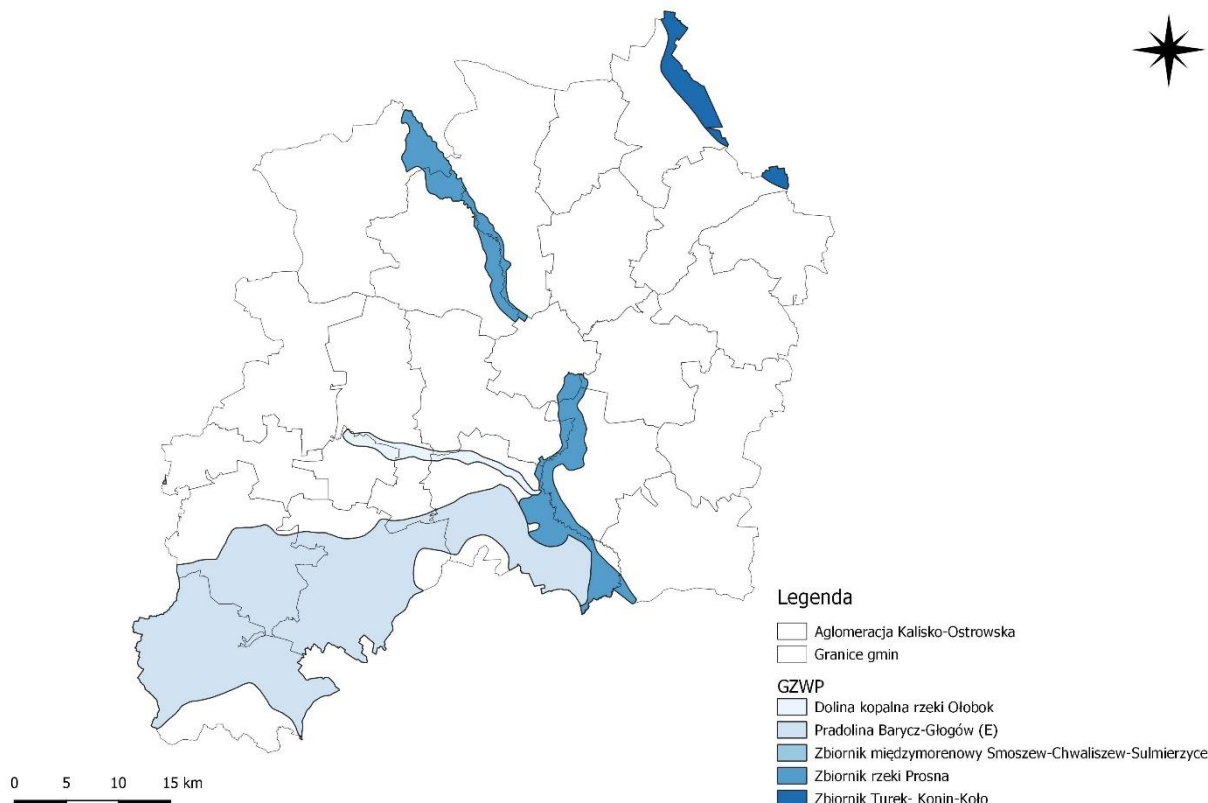 Legenda
Aglomeracja Kalisko-Ostrowska
Granice gmin
GZWP
Dolina kopalna rzeki Ołobok
Pradolina Barycz-Głogów (E)
Zbiornik międzymorenowy Smoszew-Chwaliszew-Sulmierzyce
Zbiornik rzeki Prosna
Zbiornik Turek- Konin-Koło
0 5 10 15 km